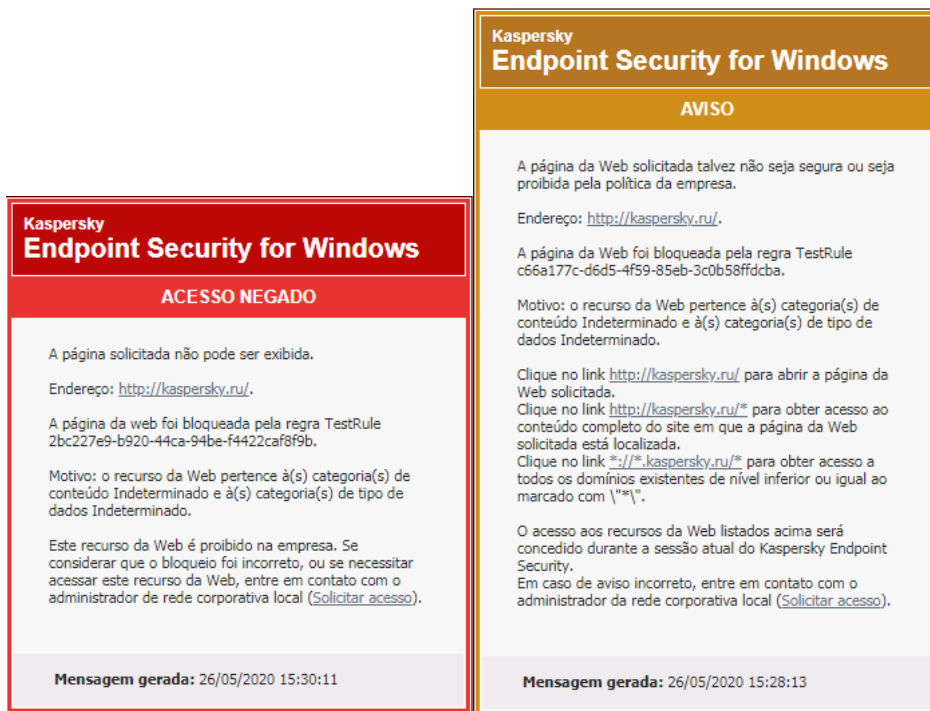 Kaspersky
Endpoint Security for Windows
ACESSO NEGADO
A página solicitada não pode ser exibida.
Endereço: http://kaspersky.ru/.
A página da web foi bloqueada pela regra TestRule
2bc227e9-b920-44ca-94be-f4422caf8f9b.
Motivo: o recurso da Web pertence à(s) categoria(s) de
conteúdo Indeterminado e à(s) categoria(s) de tipo de
dados Indeterminado.
Este recurso da Web é proibido na empresa. Se
considerar que o bloqueio foi incorreto, ou se necessitar
acessar este recurso da Web, entre em contato com o
administrador de rede corporativa local (Solicitar acesso).
Mensagem gerada: 26/05/2020 15:30:11
Kaspersky
Endpoint Security for Windows
AVISO
A página da Web solicitada talvez não seja segura ou seja
proibida pela política da empresa.
Endereço: http://kaspersky.ru/.
A página da Web foi bloqueada pela regra TestRule
c66a177c-d6d5-4f59-85eb-3c0b58ffdcba.
Motivo: o recurso da Web pertence à(s) categoria(s) de
conteúdo Indeterminado e à(s) categoria(s) de tipo de
dados Indeterminado.
Clique no link http://kaspersky.ru/ para abrir a página da
Web solicitada.
Clique no link http://kaspersky.ru/* para obter acesso ao
conteúdo completo do site em que a página da Web
solicitada está localizada.
Clique no link *://*.kaspersky.ru/* para obter acesso a
todos os domínios existentes de nível inferior ou igual ao
marcado com \"*\".
O acesso aos recursos da Web listados acima será
concedido durante a sessão atual do Kaspersky Endpoint
Security.
Em caso de aviso incorreto, entre em contato com o
administrador da rede corporativa local (Solicitar acesso).
Mensagem gerada: 26/05/2020 15:28:13